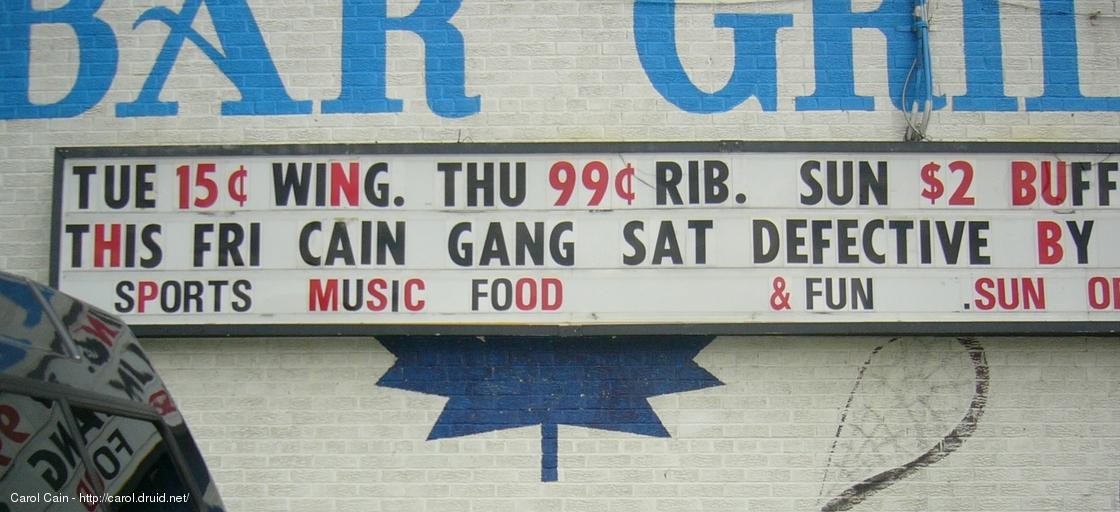 BAR GRILL
TUE 15¢ WING. THU 99¢ RIB. SUN $2 BUFF
THIS FRI CAIN GANG SAT DEFECTIVE BY
SPORTS MUSIC FOOD & FUN .SUN
Carol Cain - http://carol.druid.net/